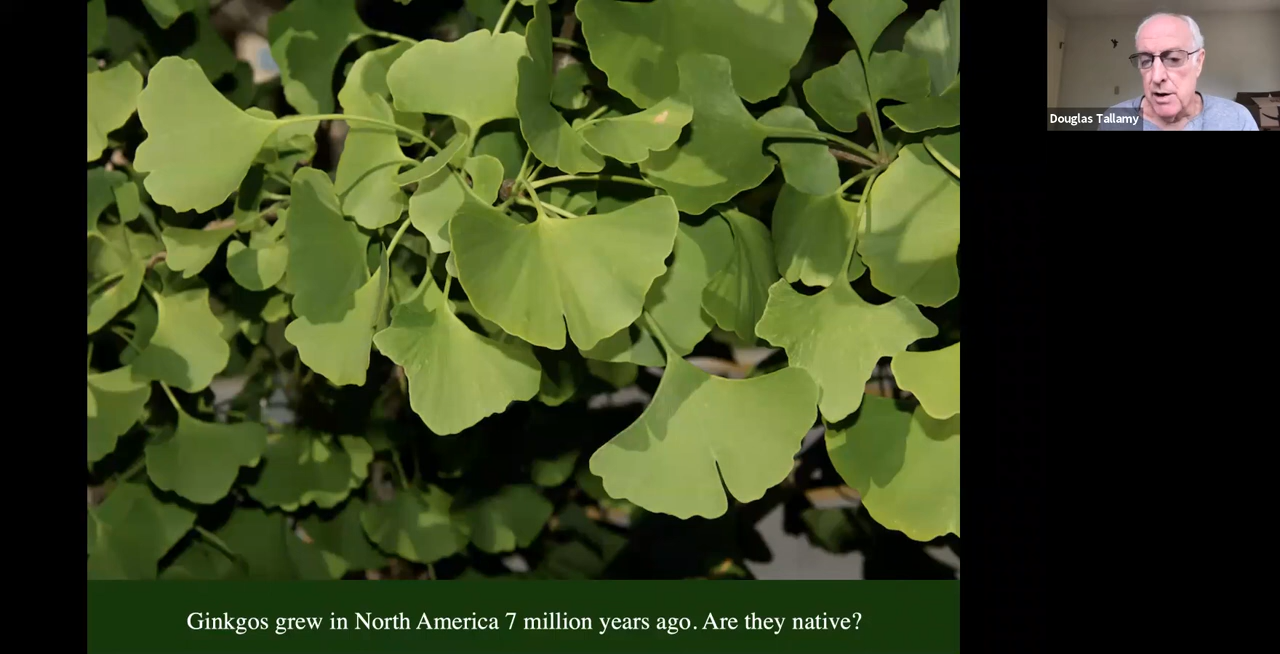 Douglas Tallamy
Ginkgos grew in North America 7 million years ago. Are they native?